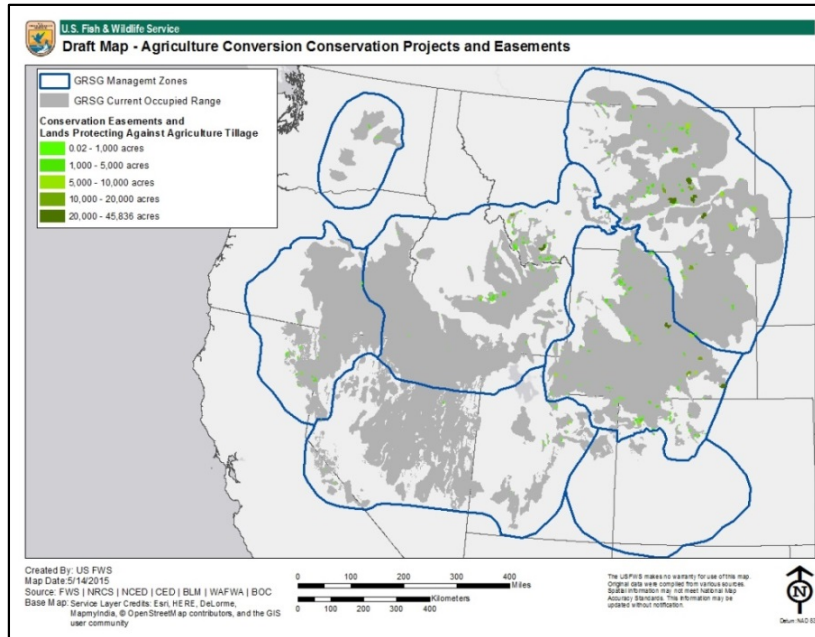 U.S. Fish & Wildlife Service
Draft Map - Agriculture Conversion Conservation Projects and Easements
GRSG Managemt Zones
GRSG Current Occupied Range
Conservation Easements and
Lands Protecting Against Agriculture Tillage
0.02 - 1,000 acres
1,000 - 5,000 acres
5,000 - 10,000 acres
10,000 - 20,000 acres
20,000 - 45,836 acres
Created By: US FWS
Map Date:5/14/2015
Source: FWS | NRCS | NCED | CED | BLM | WAFWA | BOC
Base Map: Service Layer Credits: Esri, HERE, DeLorme,
MapmyIndia, © OpenStreetMap contributors, and the GIS
user community
0 100 200 300 400
Miles
Kilometers
0 100 200 300 400
The USFWS makes no warranty for use of this map.
Original data were compiled from various sources.
Spatial information may not meet National Map
Accuracy Standards. This information may be
updated without notification.
N
Datum: NAD 83